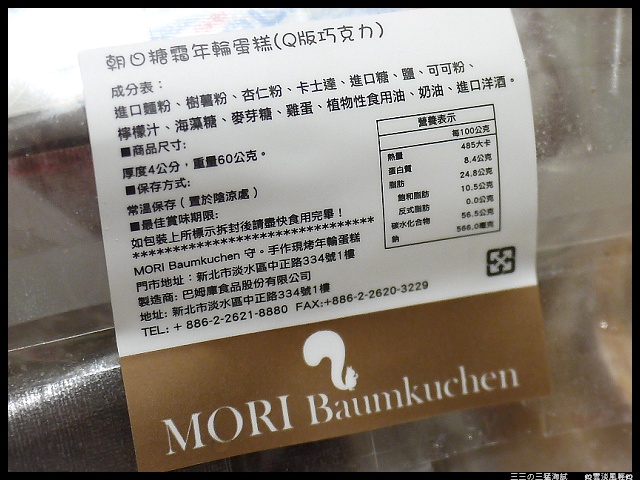 朝日糖霜年輪蛋糕(Q版巧克力)
成分表：
進口麵粉、樹薯粉、杏仁粉、卡士達、進口糖、鹽、可可粉、
檸檬汁、海藻糖、麥芽糖、雞蛋、植物性食用油、奶油、進口洋酒。
■商品尺寸:
厚度4公分，重量60公克。
■保存方式:
常溫保存（置於陰涼處）
■最佳賞味期限:
如包裝上所標示拆封後請盡快食用完畢！
******************************
MORI Baumkuchen 守。手作現烤年輪蛋糕
門市地址：新北市淡水區中正路334號1樓
製造商: 巴姆庫食品股份有限公司
地址: 新北市淡水區中正路334號1樓
TEL: + 886-2-2621-8880 FAX:+886-2-2620-3229
營養表示
每100公克
熱量 485大卡
蛋白質 8.4公克
脂肪 24.8公克
飽和脂肪 10.5公克
反式脂肪 0.0公克
碳水化合物 56.5公克
鈉 566.0毫克
MORI Baumkuchen
三三の三猛海賊
@雲淡風輕@